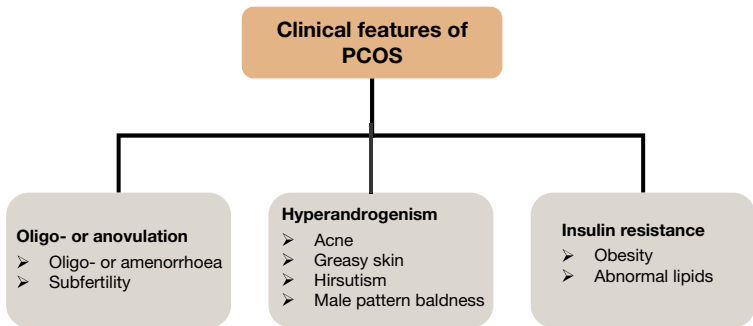 Clinical features of
PCOS
Oligo- or anovulation
➢ Oligo- or amenorrhoea
➢ Subfertility
Hyperandrogenism
➢ Acne
➢ Greasy skin
➢ Hirsutism
➢ Male pattern baldness
Insulin resistance
➢ Obesity
➢ Abnormal lipids